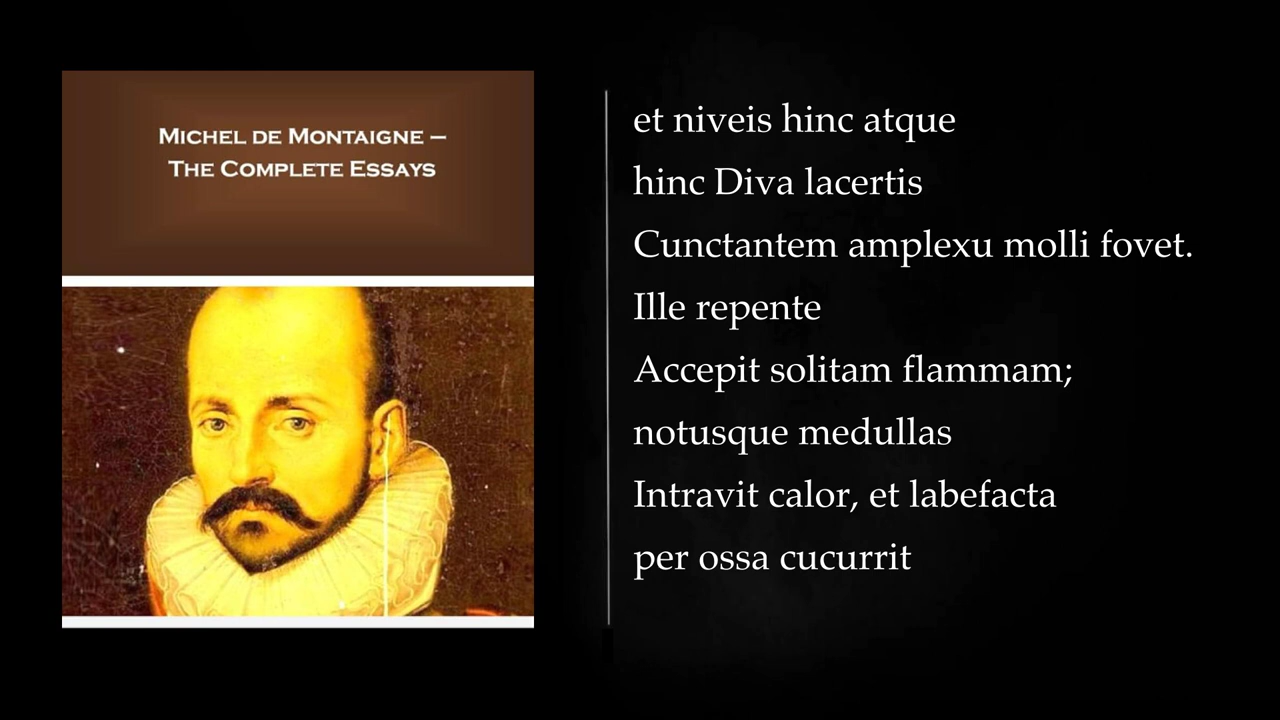 Michel de Montaigne –
The Complete Essays
et niveis hinc atque
hinc Diva lacertis
Cunctantem amplexu molli fovet.
Ille repente
Accepit solitam flammam;
notusque medullas
Intravit calor, et labefacta
per ossa cucurrit